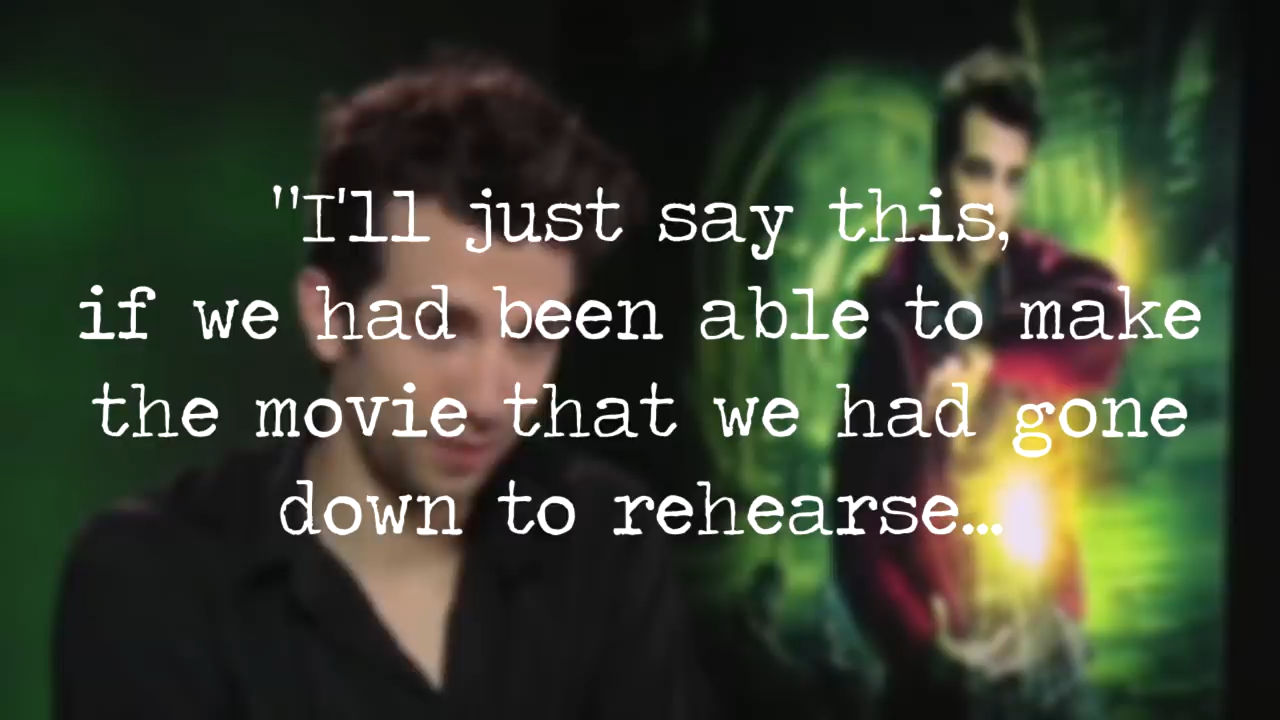 "I'll just say this,
if we had been able to make
the movie that we had gone
down to rehearse...